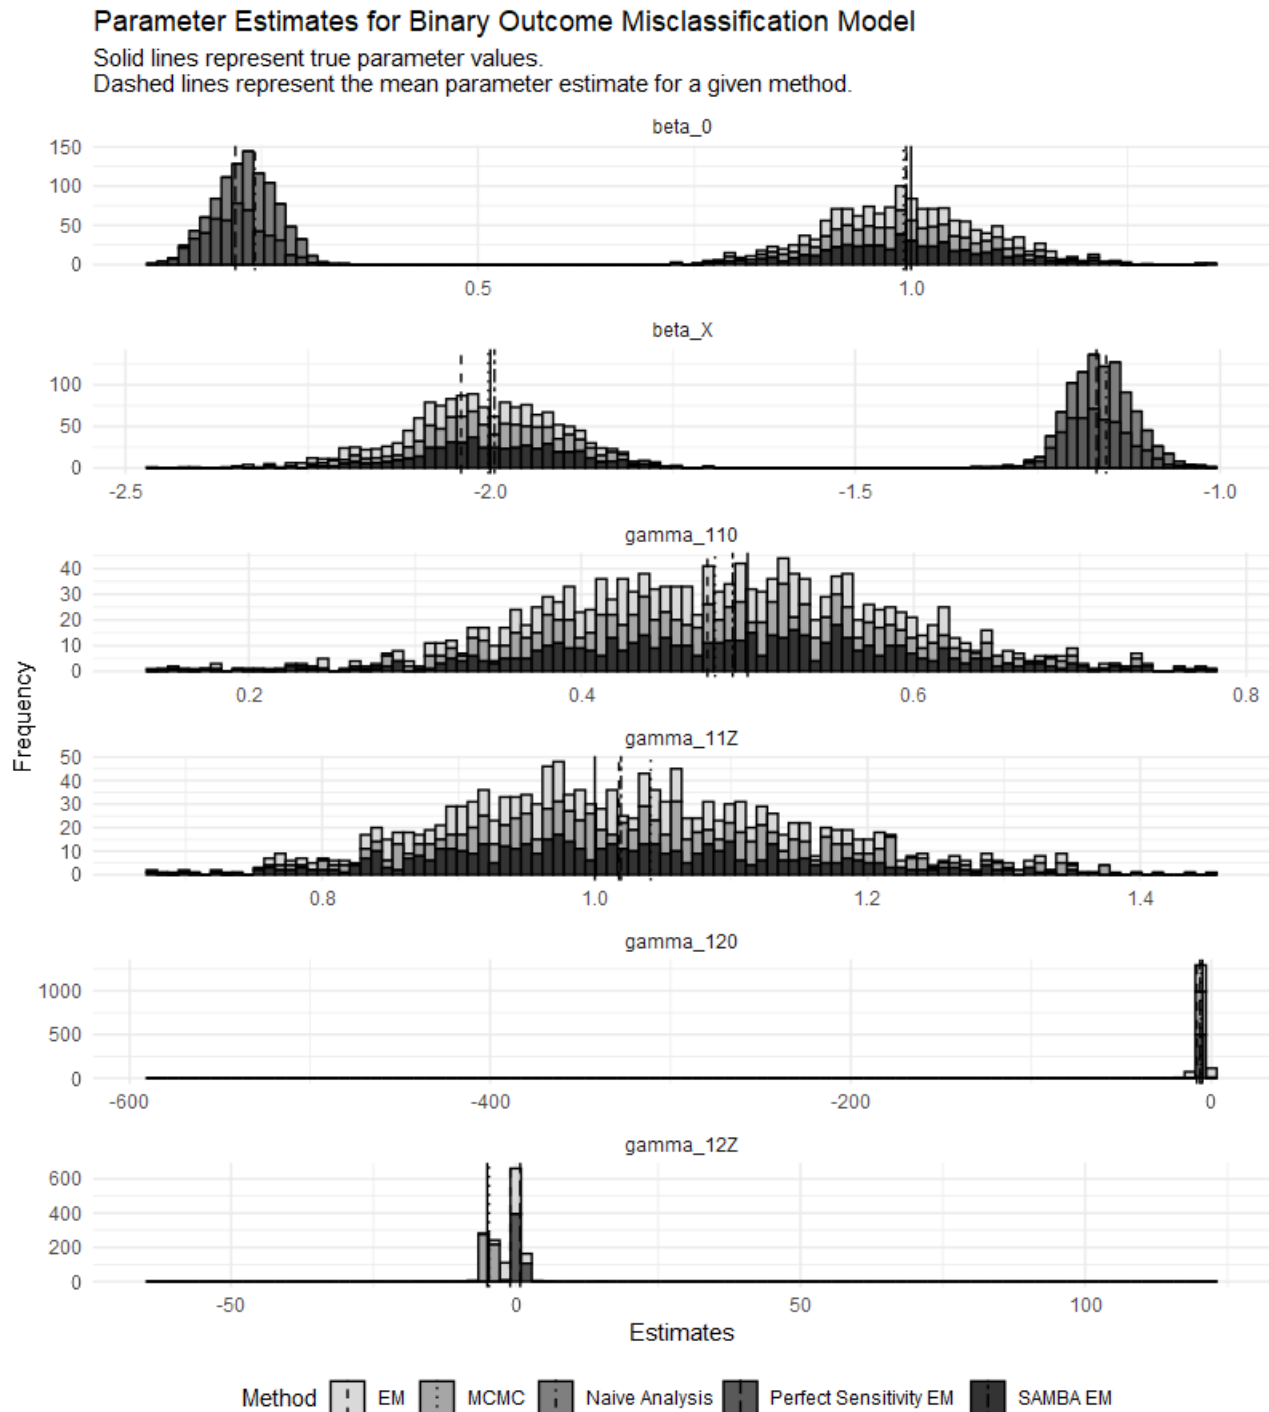 Parameter Estimates for Binary Outcome Misclassification Model
Solid lines represent true parameter values.
Dashed lines represent the mean parameter estimate for a given method.
beta_0
150
100
50
0
0.5 1.0
beta_X
100
50
0
-2.5 -2.0 -1.5 -1.0
gamma_110
40
30
20
10
0
0.2 0.4 0.6 0.8
Frequency
gamma_11Z
50
40
30
20
10
0
0.8 1.0 1.2 1.4
gamma_120
1000
500
0
-600 -400 -200 0
gamma_12Z
600
400
200
0
-50 0 50 100
Estimates
Method EM MCMC Naive Analysis Perfect Sensitivity EM SAMBA EM